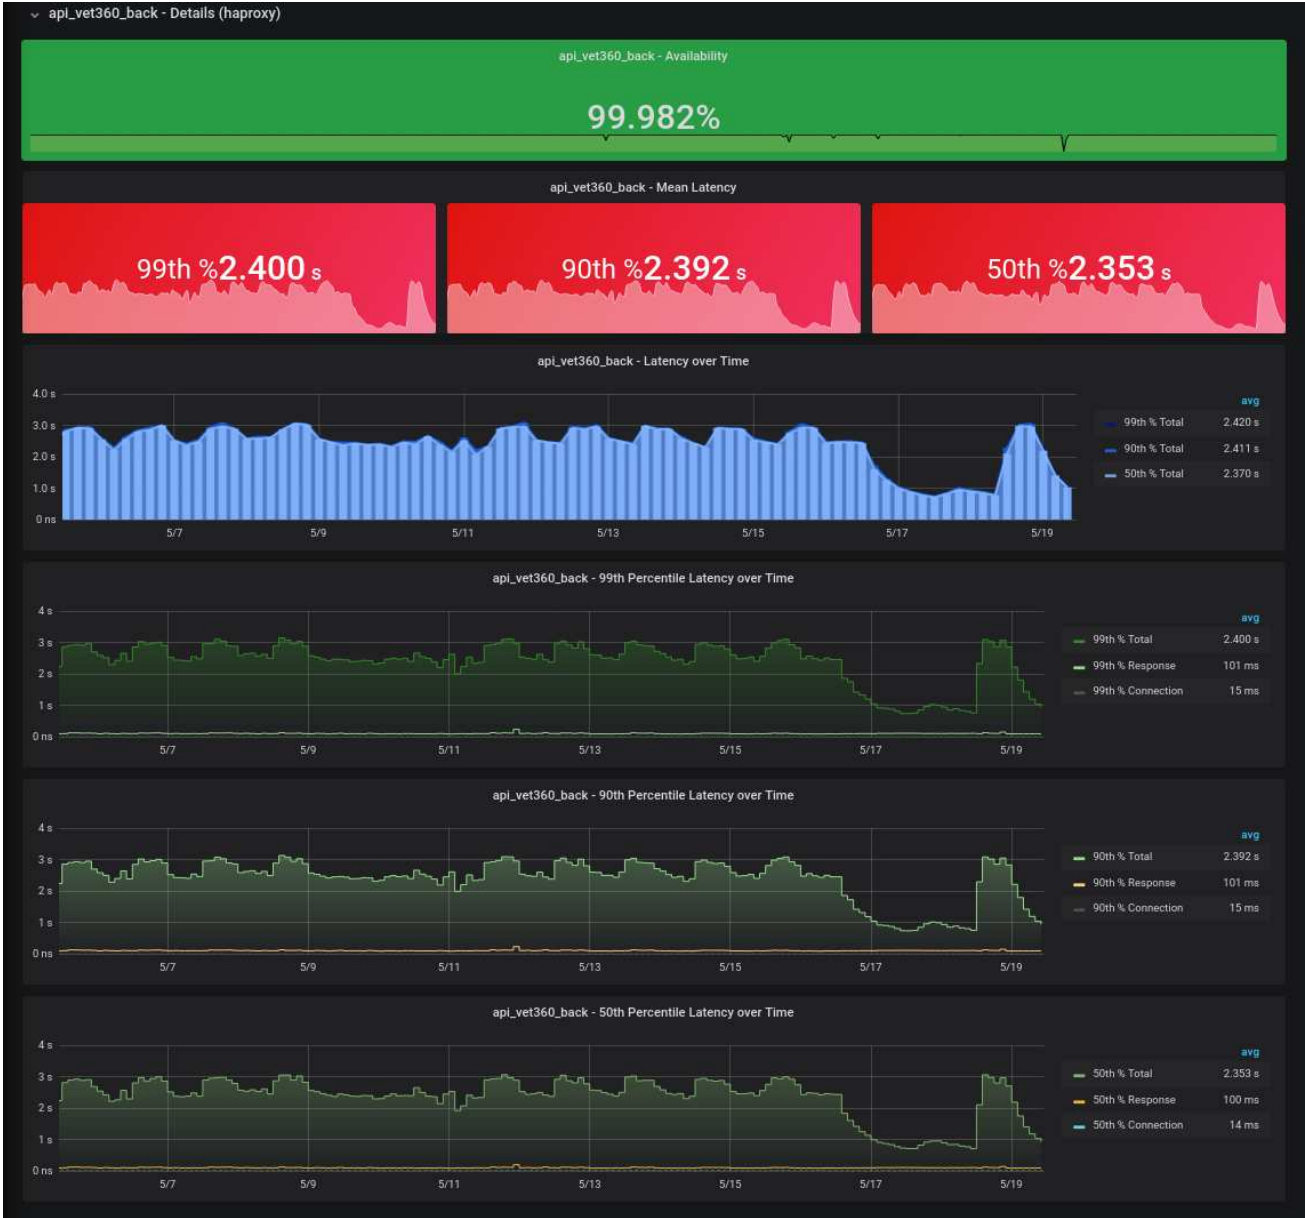 api_vet360_back - Details (haproxy)
api_vet360_back - Availability
99.982%
api_vet360_back - Mean Latency
99th %2.400 s
90th %2.392 s
50th %2.353 s
api_vet360_back - Latency over Time
4.0 s
3.0 s
2.0 s
1.0 s
0 ns
5/7 5/9 5/11 5/13 5/15 5/17 5/19
avg
99th % Total 2.420 s
90th % Total 2.411 s
50th % Total 2.370 s
api_vet360_back - 99th Percentile Latency over Time
4 s
3 s
2 s
1 s
0 ns
5/7 5/9 5/11 5/13 5/15 5/17 5/19
avg
99th % Total 2.400 s
99th % Response 101 ms
99th % Connection 15 ms
api_vet360_back - 90th Percentile Latency over Time
4 s
3 s
2 s
1 s
0 ns
5/7 5/9 5/11 5/13 5/15 5/17 5/19
avg
90th % Total 2.392 s
90th % Response 101 ms
90th % Connection 15 ms
api_vet360_back - 50th Percentile Latency over Time
4 s
3 s
2 s
1 s
0 ns
5/7 5/9 5/11 5/13 5/15 5/17 5/19
avg
50th % Total 2.353 s
50th % Response 100 ms
50th % Connection 14 ms